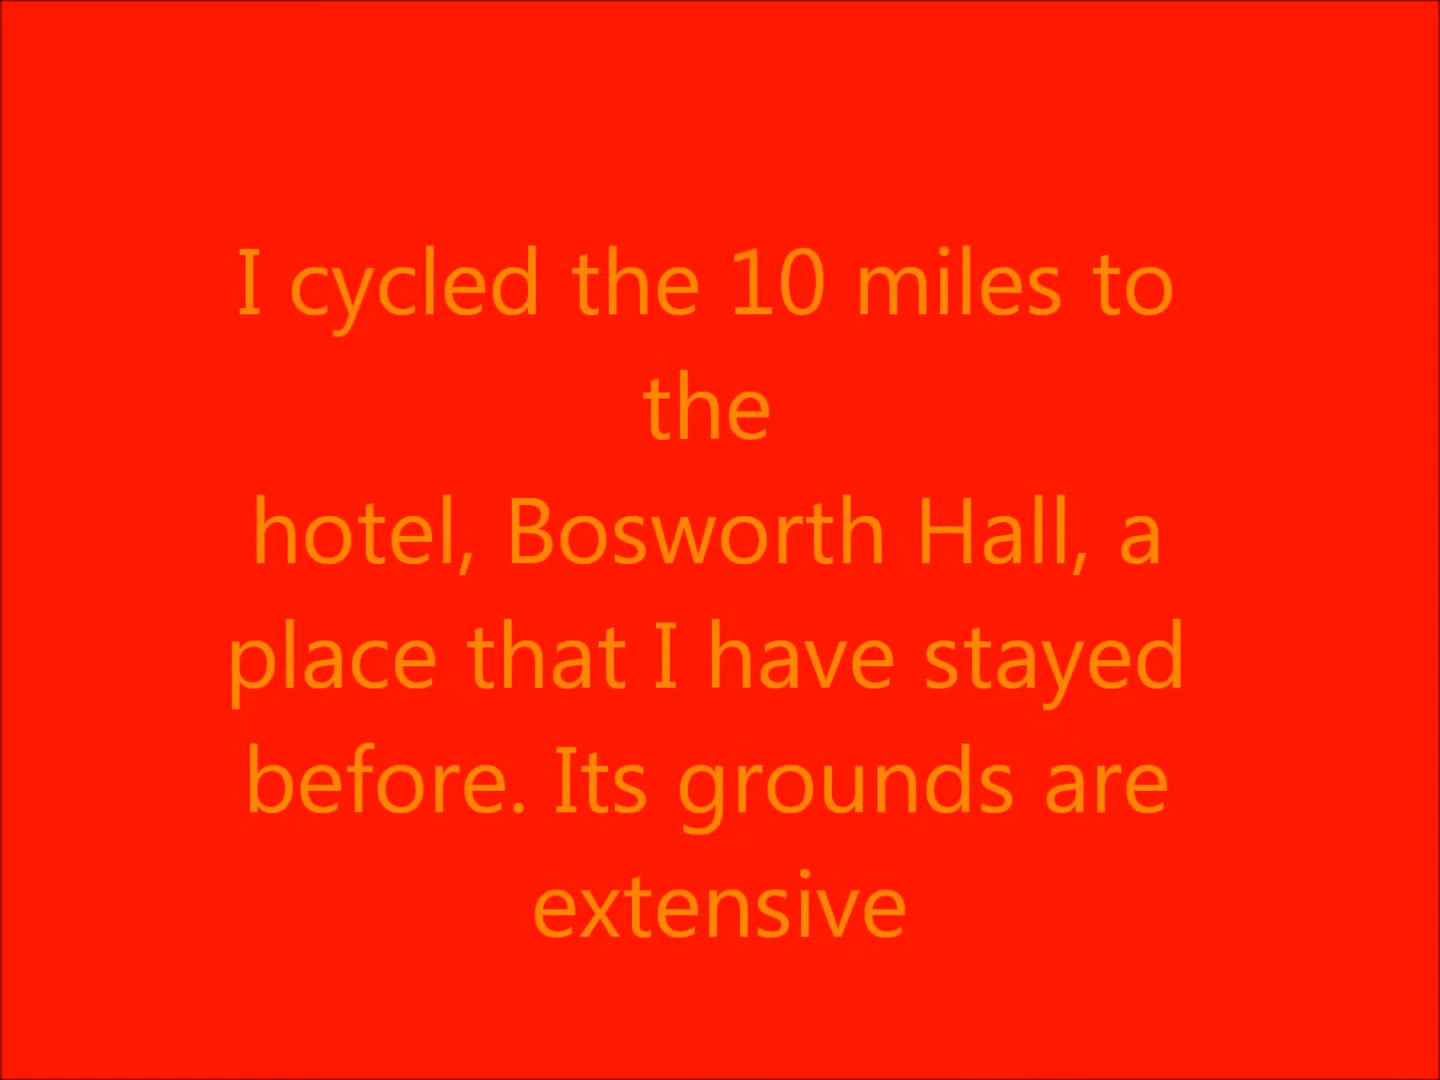 I cycled the 10 miles to
the
hotel, Bosworth Hall, a
place that I have stayed
before. Its grounds are
extensive